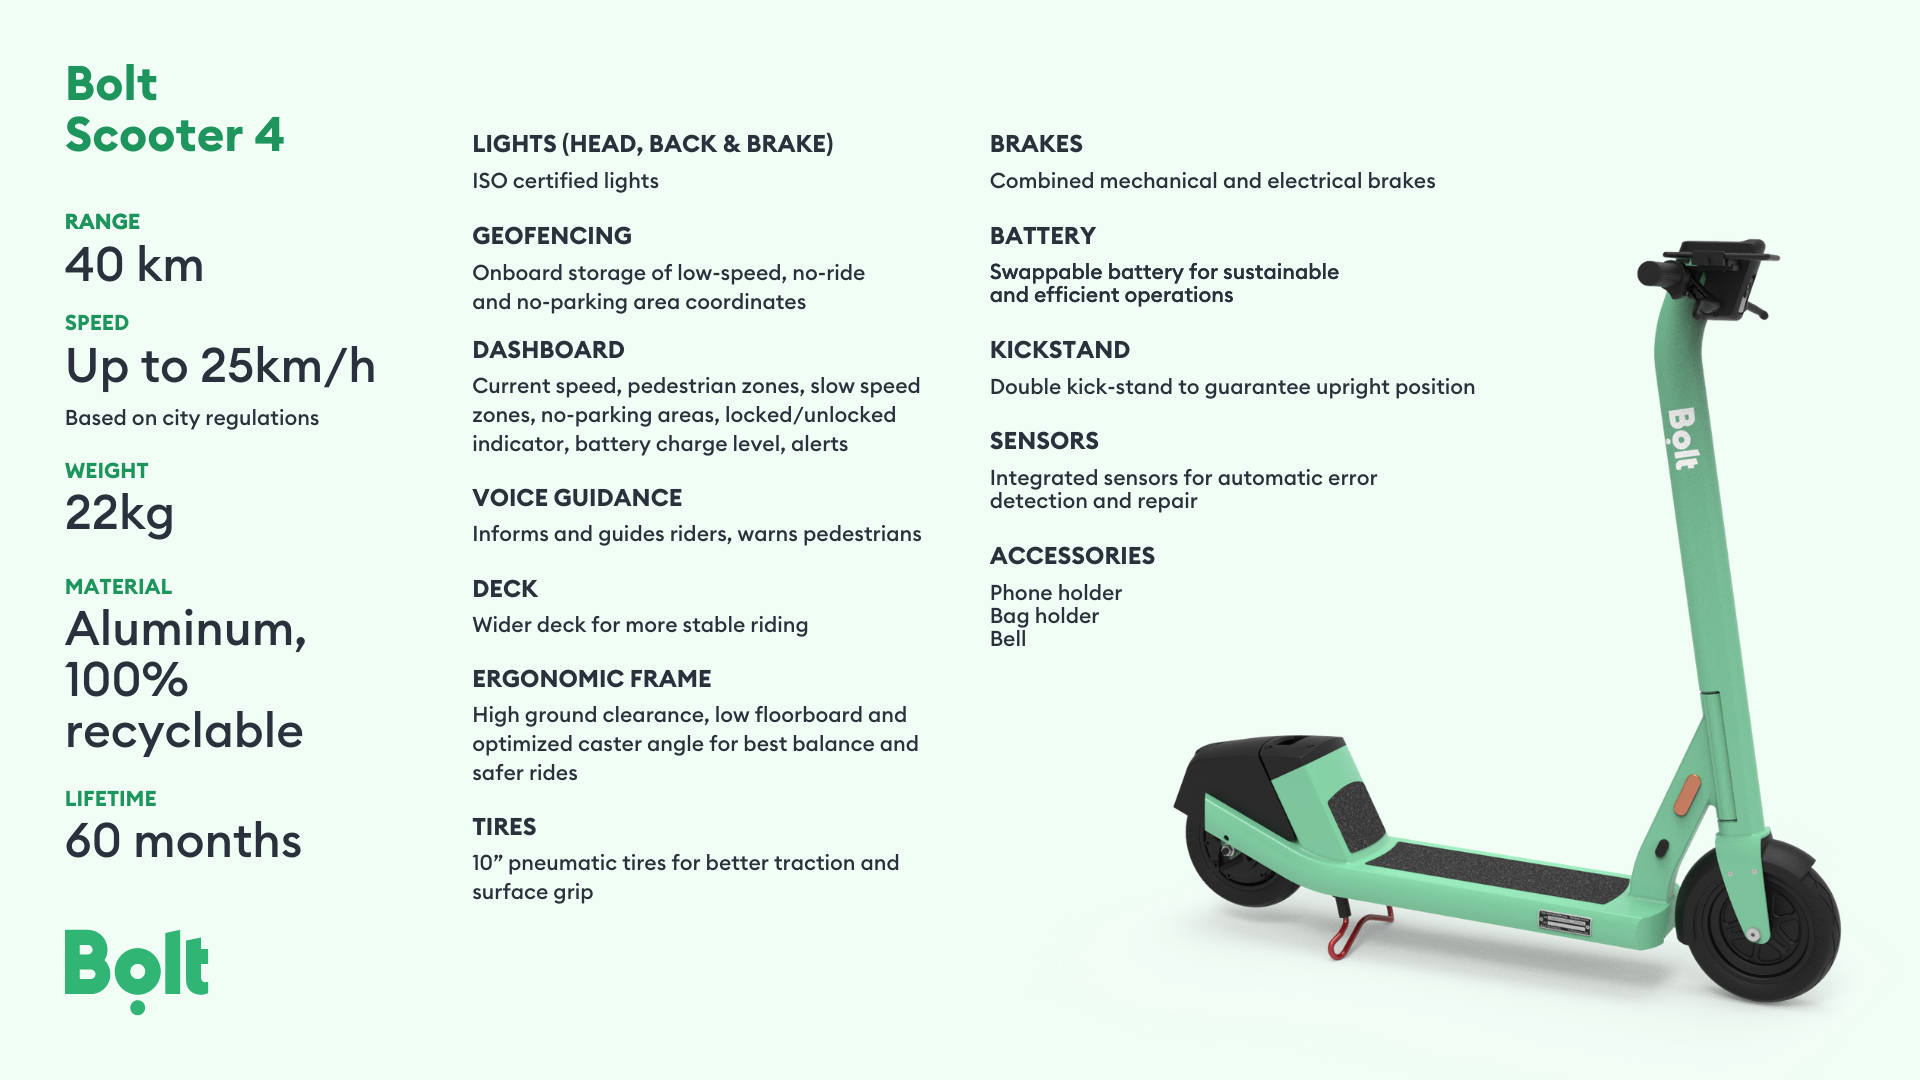 Bolt
Scooter 4
RANGE
40 km
SPEED
Up to 25km/h
Based on city regulations
WEIGHT
22kg
MATERIAL
Aluminum,
100%
recyclable
LIFETIME
60 months
Bolt
LIGHTS (HEAD, BACK & BRAKE)
ISO certified lights
GEOFENCING
Onboard storage of low-speed, no-ride
and no-parking area coordinates
DASHBOARD
Current speed, pedestrian zones, slow speed
zones, no-parking areas, locked/unlocked
indicator, battery charge level, alerts
VOICE GUIDANCE
Informs and guides riders, warns pedestrians
DECK
Wider deck for more stable riding
ERGONOMIC FRAME
High ground clearance, low floorboard and
optimized caster angle for best balance and
safer rides
TIRES
10” pneumatic tires for better traction and
surface grip
BRAKES
Combined mechanical and electrical brakes
BATTERY
Swappable battery for sustainable
and efficient operations
KICKSTAND
Double kick-stand to guarantee upright position
SENSORS
Integrated sensors for automatic error
detection and repair
ACCESSORIES
Phone holder
Bag holder
Bell
Bolt